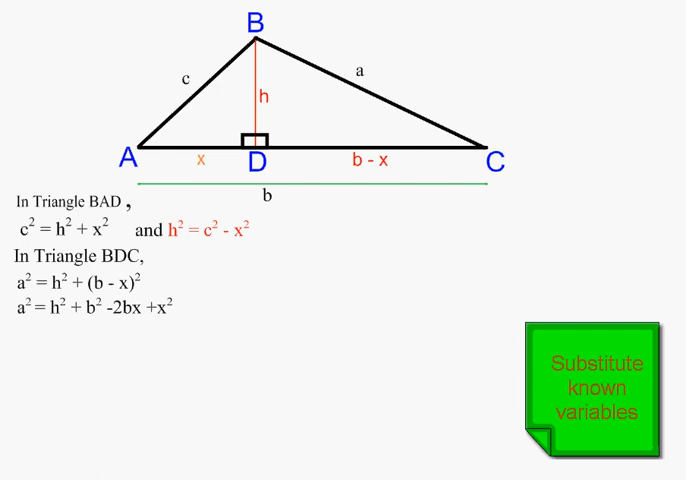 B
c
a
h
A
x
D
b - x
C
b
In Triangle BAD ,
c² = h² + x² and h² = c² - x²
In Triangle BDC,
a² = h² + (b - x)²
a² = h² + b² -2bx +x²
Substitute
known
variables